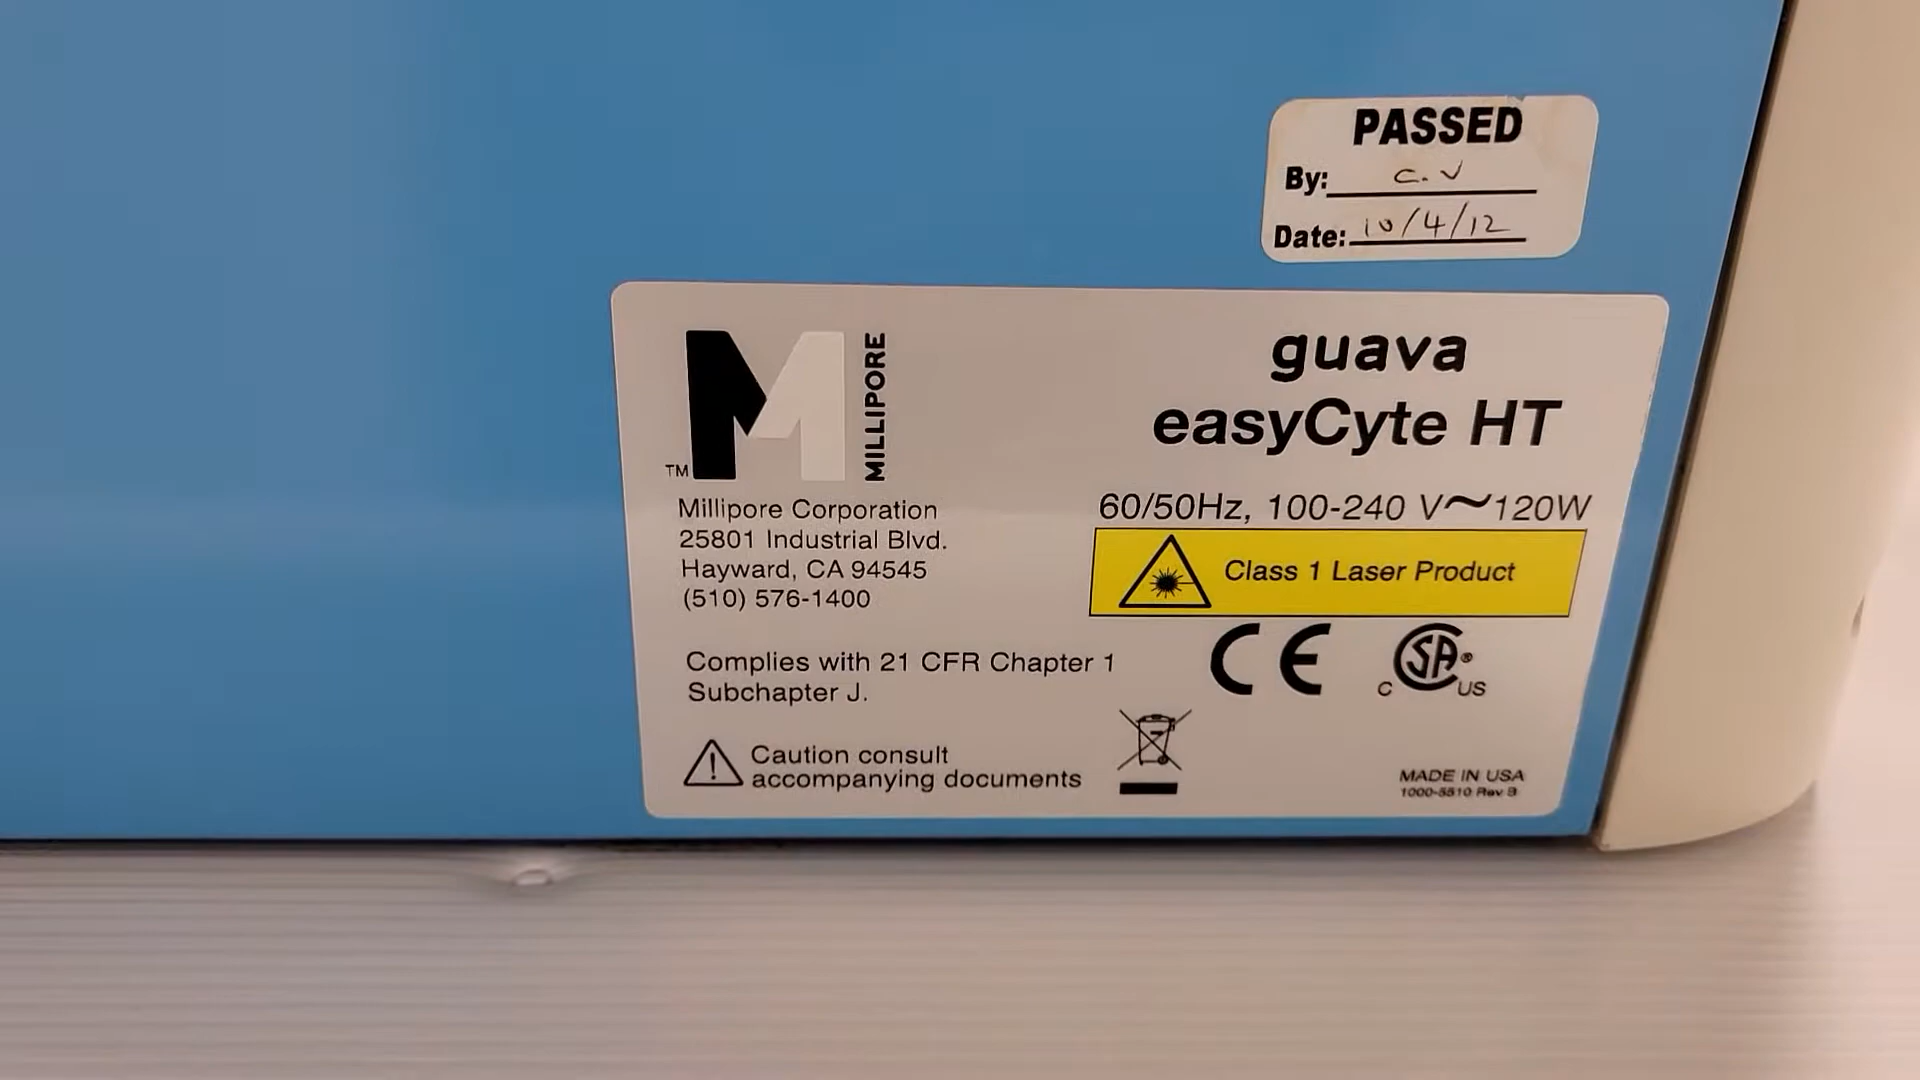 PASSED
By: C.V
Date: 10/4/12
MILLIPORE
TM
guava
easyCyte HT
Millipore Corporation
25801 Industrial Blvd.
Hayward, CA 94545
(510) 576-1400
60/50Hz, 100-240 V~120W
Class 1 Laser Product
Complies with 21 CFR Chapter 1
Subchapter J.
CE
C SA® US
Caution consult
accompanying documents
MADE IN USA
Rev B